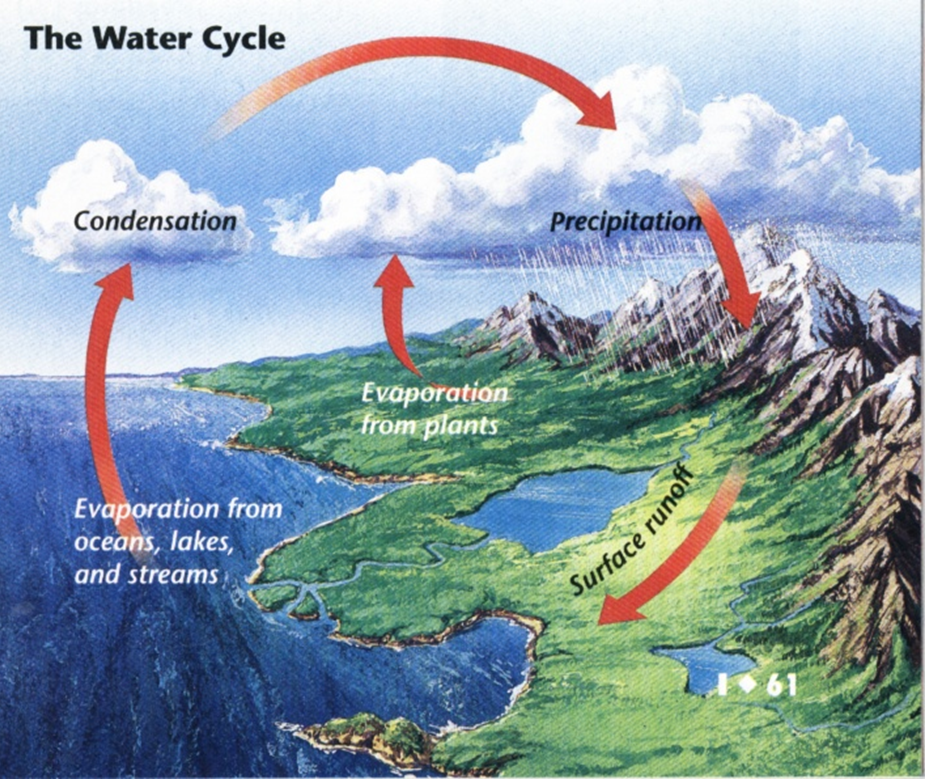 The Water Cycle
Condensation
Precipitation
Evaporation
from plants
Evaporation from
oceans, lakes,
and streams
Surface runoff
I ◆ 61